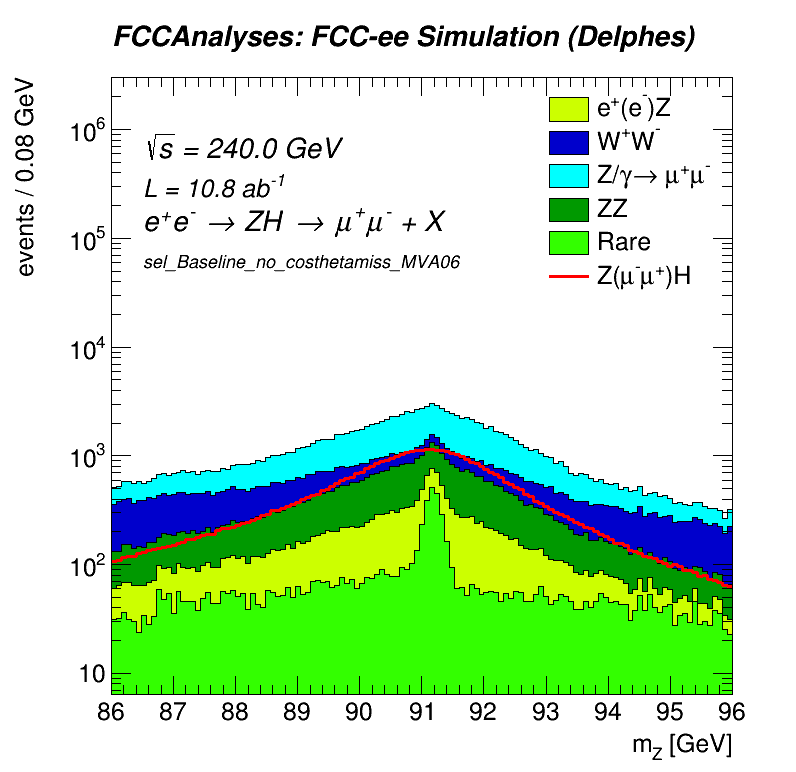 FCCAnalyses: FCC-ee Simulation (Delphes)
events / 0.08 GeV
√s = 240.0 GeV
L = 10.8 ab⁻¹
e⁺e⁻ → ZH → μ⁺μ⁻ + X
sel_Baseline_no_costhetamiss_MVA06
e⁺(e⁻)Z
W⁺W⁻
Z/γ→ μ⁺μ⁻
ZZ
Rare
Z(μ⁻μ⁺)H
10⁶
10⁵
10⁴
10³
10²
10
86 87 88 89 90 91 92 93 94 95 96
m_Z [GeV]